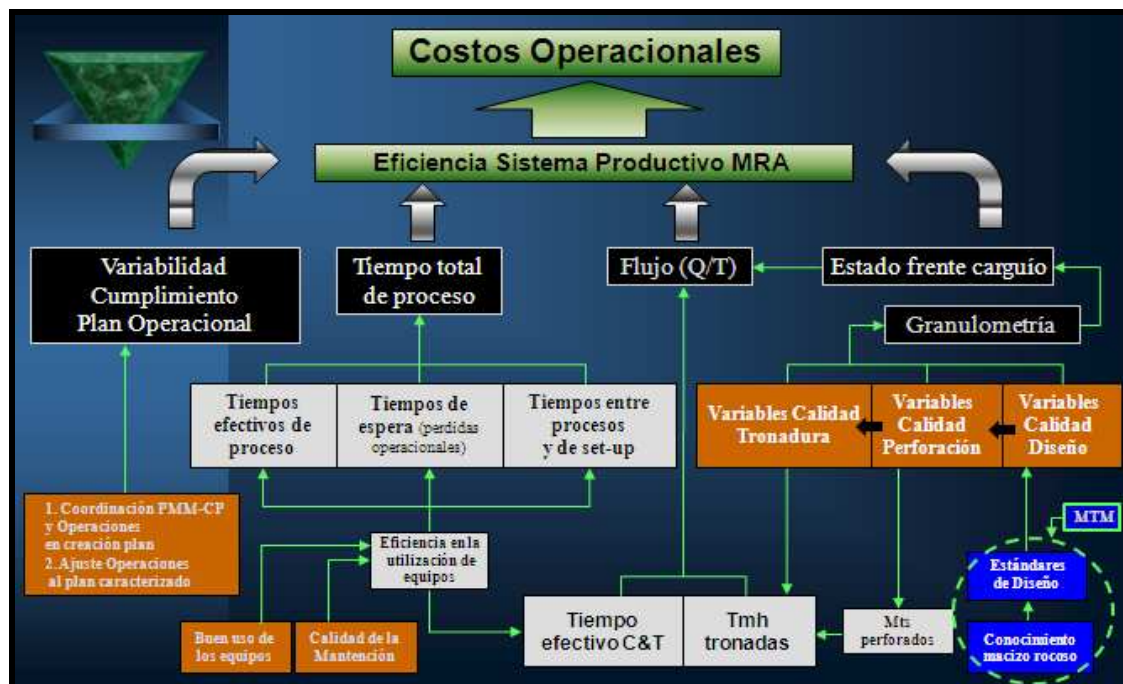 Costos Operacionales
Eficiencia Sistema Productivo MRA
Variabilidad
Cumplimiento
Plan Operacional
Tiempo total
de proceso
Flujo (Q/T)
Estado frente carguío
Granulometría
Tiempos
efectivos de
proceso
Tiempos de
espera (perdidas
operacionales)
Tiempos entre
procesos
y de set-up
Variables Calidad
Tronadura
Variables
Calidad
Perforación
Variables
Calidad
Diseño
1. Coordinación PMM-CP
y Operaciones
en creación plan
2. Ajuste Operaciones
al plan caracterizado
MTM
Eficiencia en la
utilización de
equipos
Estándares
de Diseño
Buen uso de
los equipos
Calidad de la
Mantención
Tiempo
efectivo C&T
Tmh
tronadas
Mts
perforados
Conocimiento
macizo rocoso